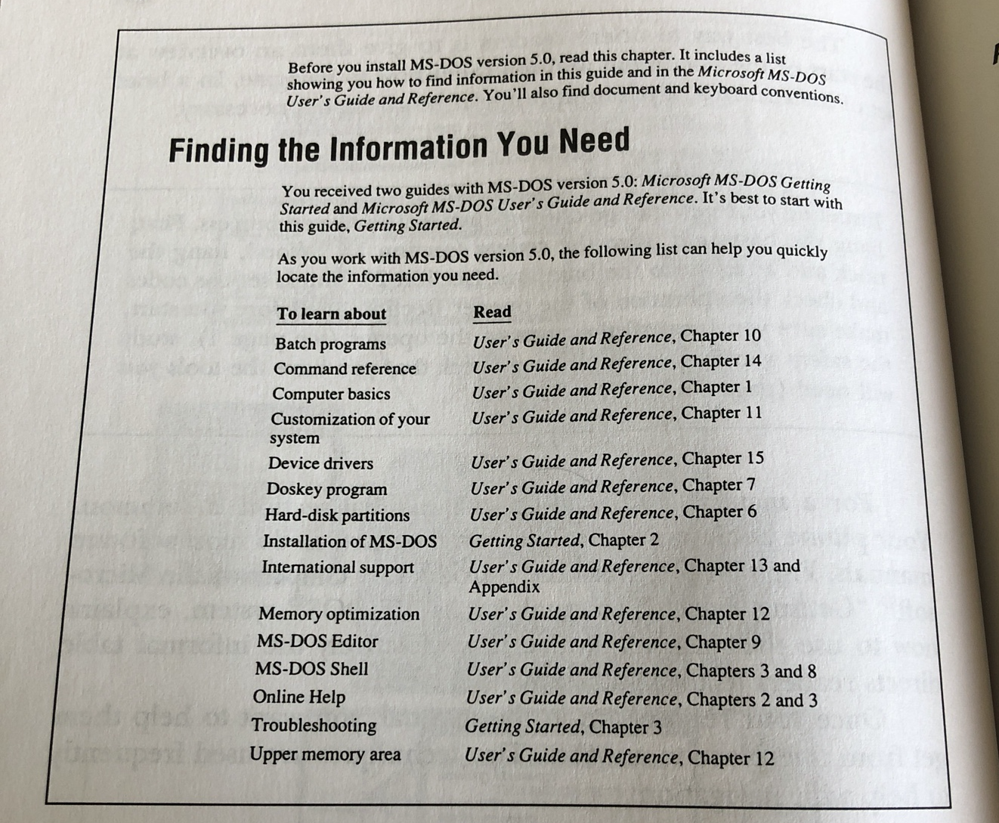 Before you install MS-DOS version 5.0, read this chapter. It includes a list
showing you how to find information in this guide and in the Microsoft MS-DOS
User's Guide and Reference. You'll also find document and keyboard conventions.
Finding the Information You Need
You received two guides with MS-DOS version 5.0: Microsoft MS-DOS Getting
Started and Microsoft MS-DOS User's Guide and Reference. It's best to start with
this guide, Getting Started.
As you work with MS-DOS version 5.0, the following list can help you quickly
locate the information you need.
To learn about Read
Batch programs User's Guide and Reference, Chapter 10
Command reference User's Guide and Reference, Chapter 14
Computer basics User's Guide and Reference, Chapter 1
Customization of your User's Guide and Reference, Chapter 11
system
Device drivers User's Guide and Reference, Chapter 15
Doskey program User's Guide and Reference, Chapter 7
Hard-disk partitions User's Guide and Reference, Chapter 6
Installation of MS-DOS Getting Started, Chapter 2
International support User's Guide and Reference, Chapter 13 and
Appendix
Memory optimization User's Guide and Reference, Chapter 12
MS-DOS Editor User's Guide and Reference, Chapter 9
MS-DOS Shell User's Guide and Reference, Chapters 3 and 8
Online Help User's Guide and Reference, Chapters 2 and 3
Troubleshooting Getting Started, Chapter 3
Upper memory area User's Guide and Reference, Chapter 12